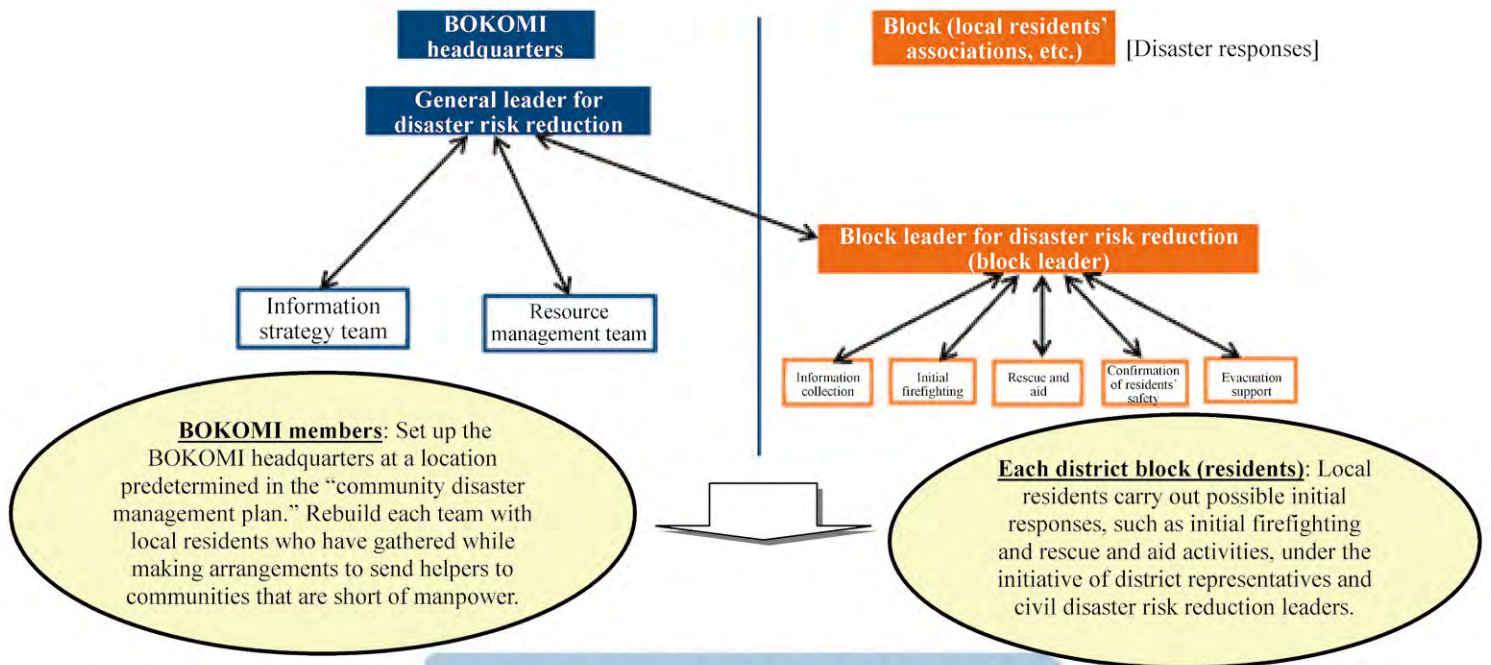 BOKOMI
headquarters
General leader for
disaster risk reduction
Information
strategy team
Resource
management team
BOKOMI members: Set up the
BOKOMI headquarters at a location
predetermined in the “community disaster
management plan.” Rebuild each team with
local residents who have gathered while
making arrangements to send helpers to
communities that are short of manpower.
Block (local residents’
associations, etc.)
[Disaster responses]
Block leader for disaster risk reduction
(block leader)
Information
collection
Initial
firefighting
Rescue and
aid
Confirmation
of residents’
safety
Evacuation
support
Each district block (residents): Local
residents carry out possible initial
responses, such as initial firefighting
and rescue and aid activities, under the
initiative of district representatives and
civil disaster risk reduction leaders.